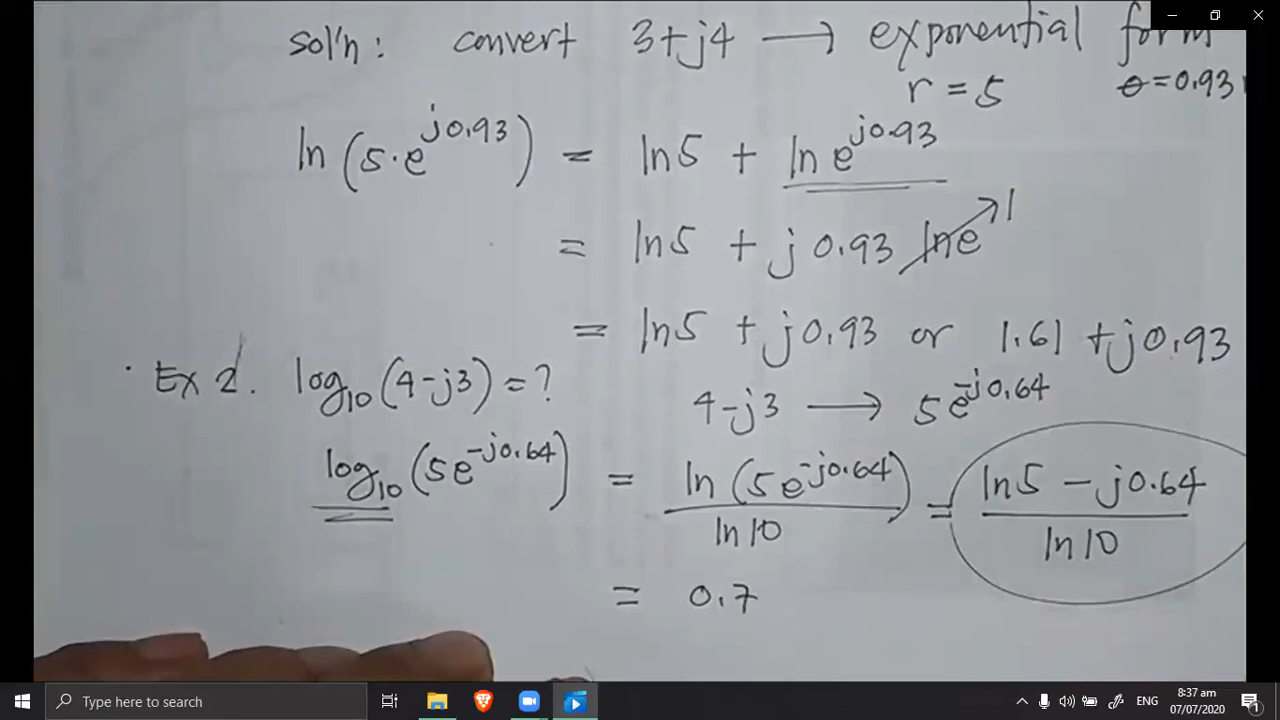 sol'n: convert 3+j4 → exponential form
r = 5 θ = 0.93
ln (5·e^j0.93) = ln5 + ln e^j0.93
= ln5 + j 0.93 lne 1
= ln5 + j0.93 or 1.61 + j0.93
Ex 2. log10 (4-j3) = ?
4-j3 → 5e^-j0.64
log10 (5e^-j0.64) = ln (5e^-j0.64) / ln10 = ln5 - j0.64 / ln10
= 0.7
Type here to search
ENG
8:37 am
07/07/2020
1